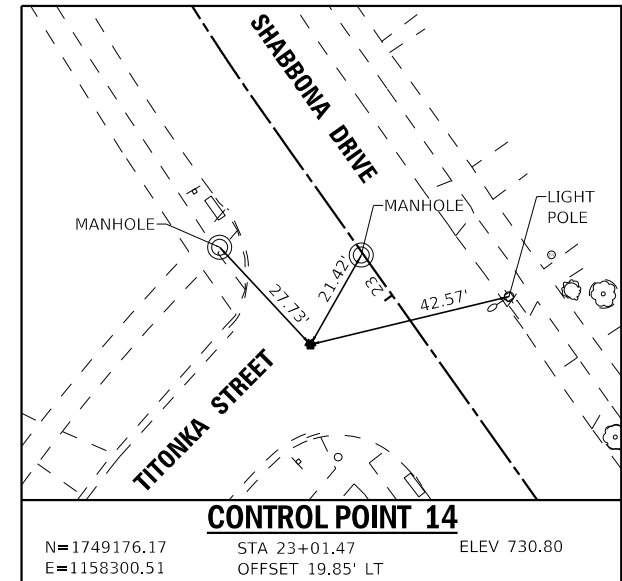 SHABBONA DRIVE
MANHOLE
MANHOLE
LIGHT
POLE
27.73'
21.42'
23
42.57'
TITONKA STREET
CONTROL POINT 14
N=1749176.17
STA 23+01.47
ELEV 730.80
E=1158300.51
OFFSET 19.85' LT